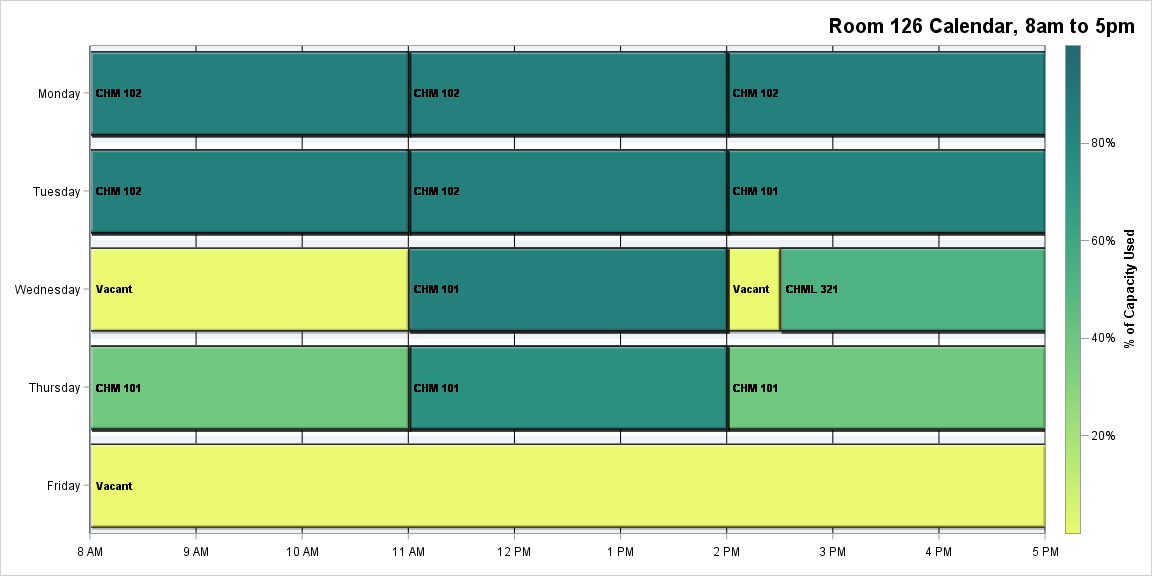 Room 126 Calendar, 8am to 5pm
Monday
CHM 102
CHM 102
CHM 102
Tuesday
CHM 102
CHM 102
CHM 101
Wednesday
Vacant
CHM 101
Vacant
CHML 321
Thursday
CHM 101
CHM 101
CHM 101
Friday
Vacant
8 AM
9 AM
10 AM
11 AM
12 PM
1 PM
2 PM
3 PM
4 PM
5 PM
80%
60%
40%
20%
% of Capacity Used